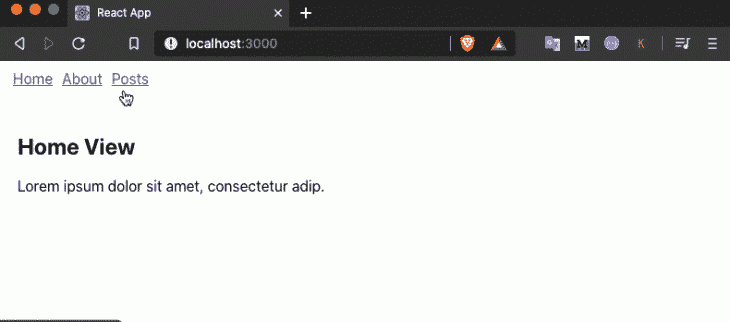 React App
localhost:3000
Home About Posts
Home View
Lorem ipsum dolor sit amet, consectetur adip.